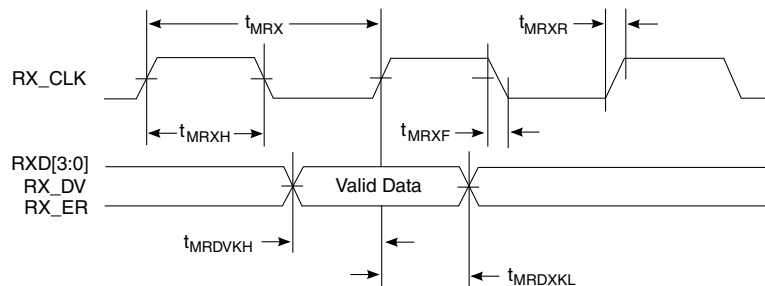 tMRX
tMRXR
RX_CLK
tMRXH
tMRXF
RXD[3:0]
RX_DV
Valid Data
RX_ER
tMRDVKH
tMRDXKL